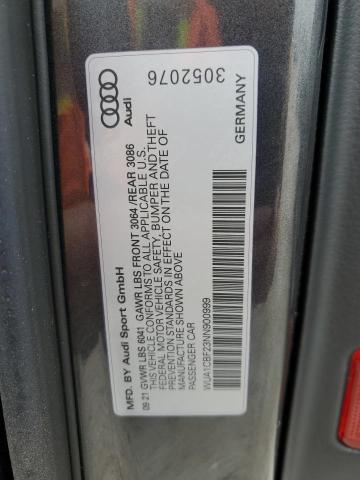 MFD. BY Audi Sport GmbH
09 21 GVWR LBS 6041 GAWR LBS FRONT 3064 /REAR 3086
THIS VEHICLE CONFORMS TO ALL APPLICABLE U.S.
FEDERAL MOTOR VEHICLE SAFETY, BUMPER AND THEFT
PREVENTION STANDARDS IN EFFECT ON THE DATE OF
MANUFACTURE SHOWN ABOVE
PASSENGER CAR
WUA1CBF23NN900999
Audi
3052076
GERMANY